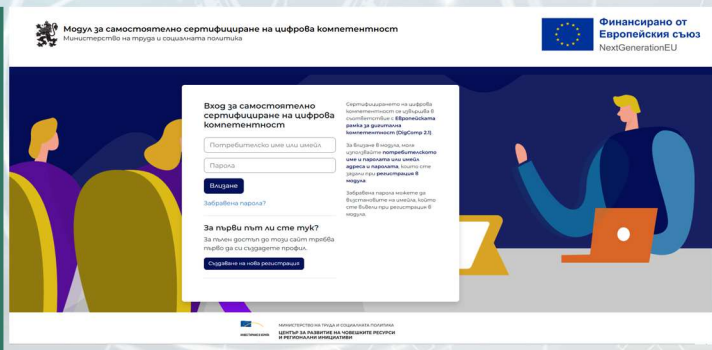 Модул за самостоятелно сертифициране на цифрова компетентност
Министерство на труда и социалната политика
Финансирано от
Европейския съюз
NextGenerationEU
Вход за самостоятелно
сертифициране на цифрова
компетентност
Потребителско име или имейл
Парола
Влизане
Забравена парола?
За първи път ли сте тук?
За пълен достъп до този сайт трябва
първо да си създадете профил.
Създаване на нова регистрация
Сертифицирането на цифрова
компетентност се извършва в
съответствие с Европейската
рамка за дигитална
компетентност (DigComp 2.1).
За влизане в модула, моля
използвайте потребителското
име и паролата или имейл
адреса и паролата, които сте
задали при регистрация в
модула.
Забравена парола можете да
възстановите на имейла, който
сте въвели при регистрация в
модула.
МИНИСТЕРСТВО НА ТРУДА И СОЦИАЛНАТА ПОЛИТИКА
ЦЕНТЪР ЗА РАЗВИТИЕ НА ЧОВЕШКИТЕ РЕСУРСИ
И РЕГИОНАЛНИ ИНИЦИАТИВИ